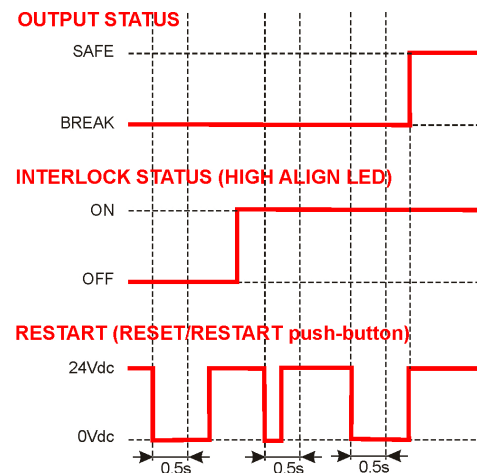 OUTPUT STATUS
SAFE
BREAK
INTERLOCK STATUS (HIGH ALIGN LED)
ON
OFF
RESTART (RESET/RESTART push-button)
24Vdc
0Vdc
0.5s 0.5s 0.5s